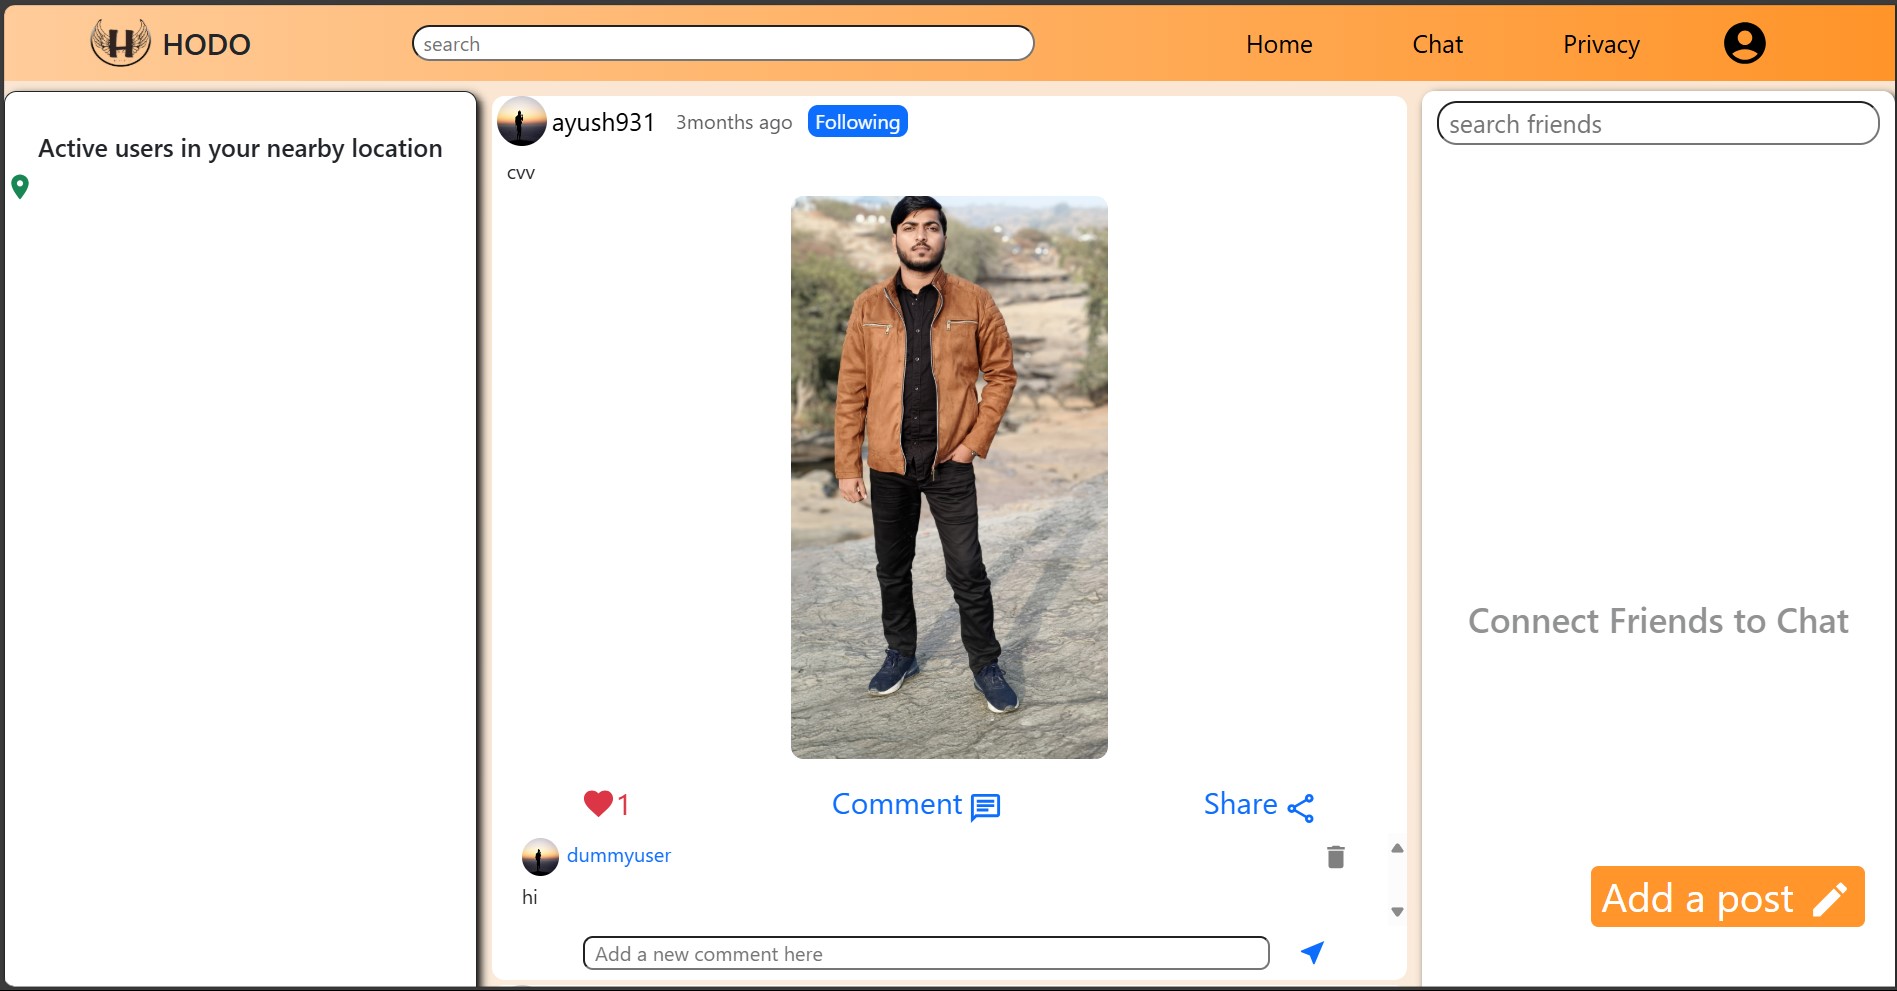 H HODO
search
Home
Chat
Privacy
Active users in your nearby location
ayush931 3months ago Following
cvv
1
Comment
Share
dummyuser
hi
Add a new comment here
search friends
Connect Friends to Chat
Add a post